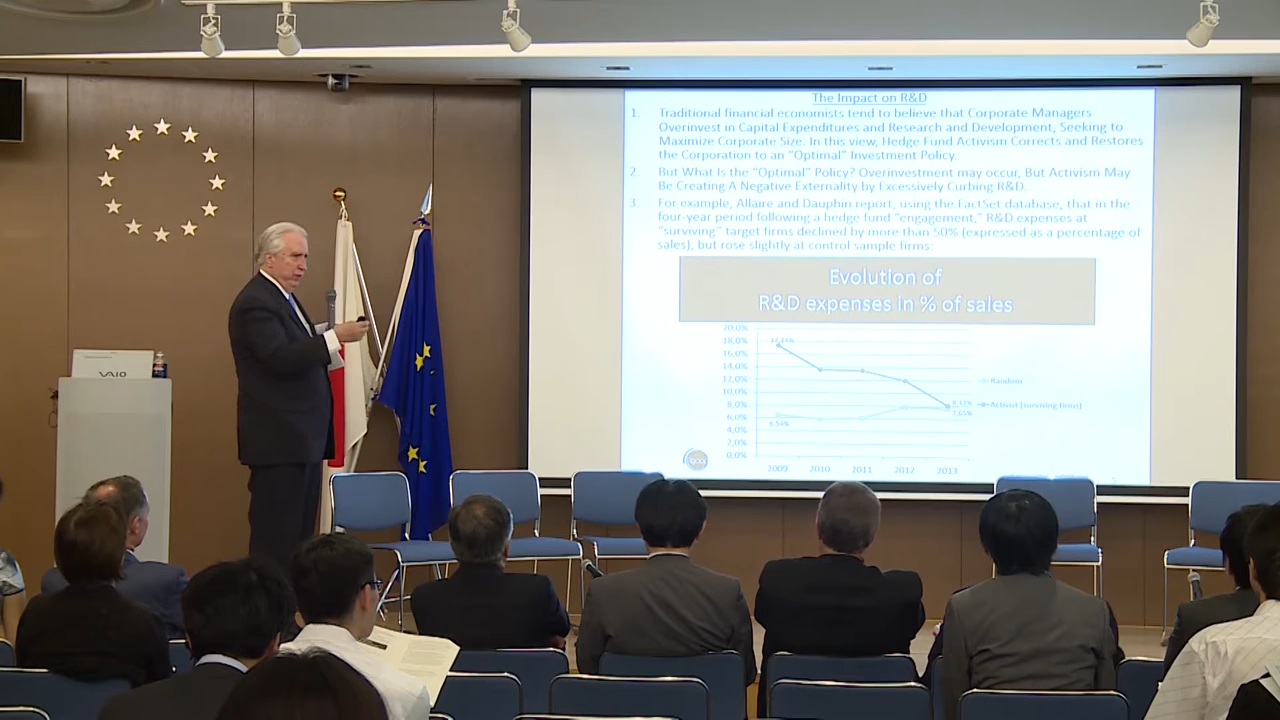 The Impact on R&D
1. Traditional financial economists tend to believe that Corporate Managers
Overinvest in Capital Expenditures and Research and Development, Seeking to
Maximize Corporate Size. In this view, Hedge Fund Activism Corrects and Restores
the Corporation to an "Optimal" Investment Policy.
2. But What Is the "Optimal" Policy? Overinvestment may occur, But Activism May
Be Creating A Negative Externality by Excessively Curbing R&D.
3. For example, Allaire and Dauphin report, using the FactSet database, that in the
four-year period following a hedge fund "engagement," R&D expenses at
"surviving" target firms declined by more than 50% (expressed as a percentage of
sales), but rose slightly at control sample firms:
Evolution of
R&D expenses in % of sales
20,0%
18,0%
16,0%
14,0%
12,0%
10,0%
8,0%
6,0%
4,0%
2,0%
0,0%
6,54%
7,65%
2009 2010 2011 2012 2013
Random
Activist (surviving firms)
VAIO